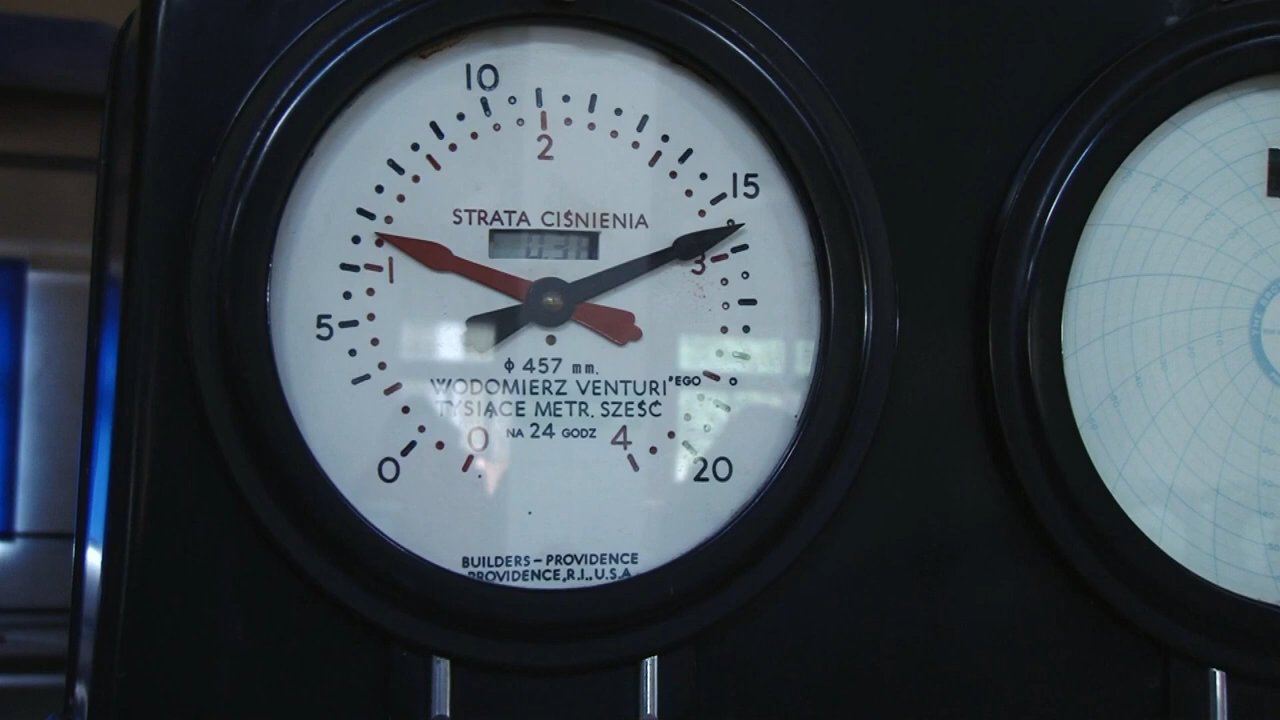 10
2
15
STRATA CIŚNIENIA
1
3
5
ϕ 457 mm.
WODOMIERZ VENTURI'EGO
TYSIĄCE METR. SZEŚĆ
NA 24 GODZ
0
4
0
20
BUILDERS – PROVIDENCE
PROVIDENCE, R.I., U.S.A.